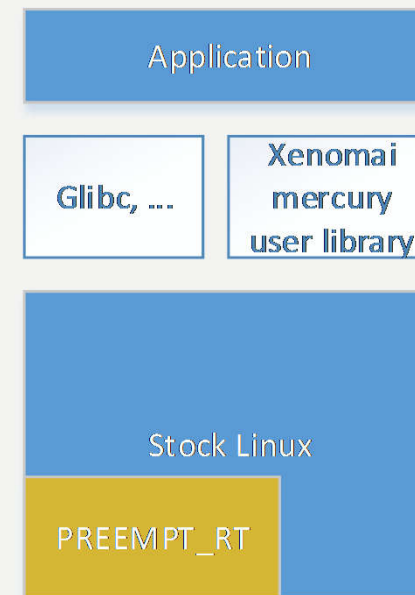 Application
Glibc, ...
Xenomai
mercury
user library
Stock Linux
PREEMPT_RT